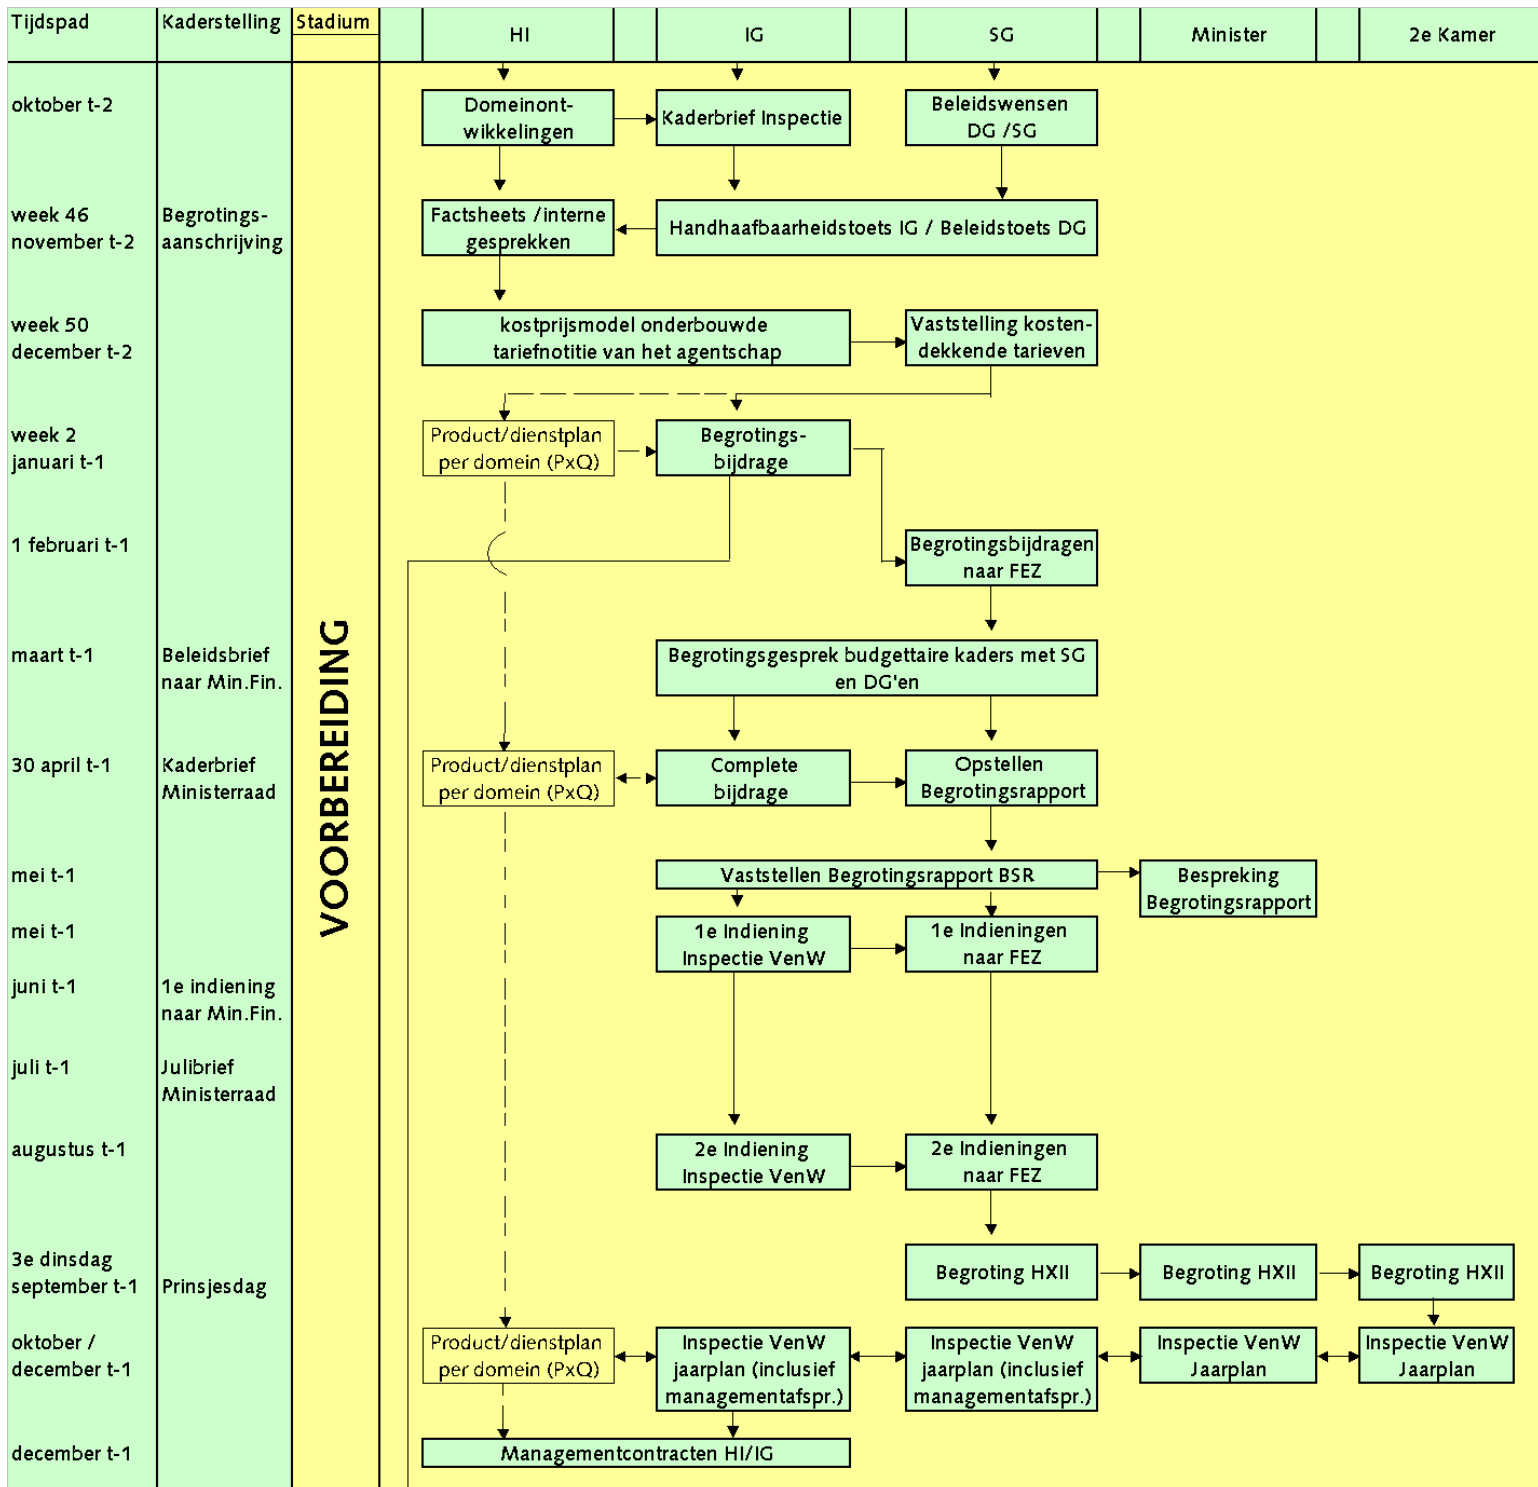 Tijdspad
Kaderstelling
Stadium
HI
IG
SG
Minister
2e Kamer
oktober t-2
Domeinont-
wikkelingen
Kaderbrief Inspectie
Beleidswensen
DG /SG
week 46
november t-2
Begrotings-
aanschrijving
Factsheets /interne
gesprekken
Handhaafbaarheidstoets IG / Beleidstoets DG
week 50
december t-2
kostprijsmodel onderbouwde
tariefnotitie van het agentschap
Vaststelling kosten-
dekkende tarieven
week 2
januari t-1
Product/dienstplan
per domein (PxQ)
Begrotings-
bijdrage
1 februari t-1
Begrotingsbijdragen
naar FEZ
VOORBEREIDING
maart t-1
Beleidsbrief
naar Min.Fin.
Begrotingsgesprek budgettaire kaders met SG
en DG'en
30 april t-1
Kaderbrief
Ministerraad
Product/dienstplan
per domein (PxQ)
Complete
bijdrage
Opstellen
Begrotingsrapport
mei t-1
Vaststellen Begrotingsrapport BSR
Bespreking
Begrotingsrapport
mei t-1
1e Indiening
Inspectie VenW
1e Indieningen
naar FEZ
juni t-1
1e indiening
naar Min.Fin.
juli t-1
Julibrief
Ministerraad
augustus t-1
2e Indiening
Inspectie VenW
2e Indieningen
naar FEZ
3e dinsdag
september t-1
Prinsjesdag
Begroting HXII
Begroting HXII
Begroting HXII
oktober /
december t-1
Product/dienstplan
per domein (PxQ)
Inspectie VenW
jaarplan (inclusief
managementafspr.)
Inspectie VenW
jaarplan (inclusief
managementafspr.)
Inspectie VenW
Jaarplan
Inspectie VenW
Jaarplan
december t-1
Managementcontracten HI/IG